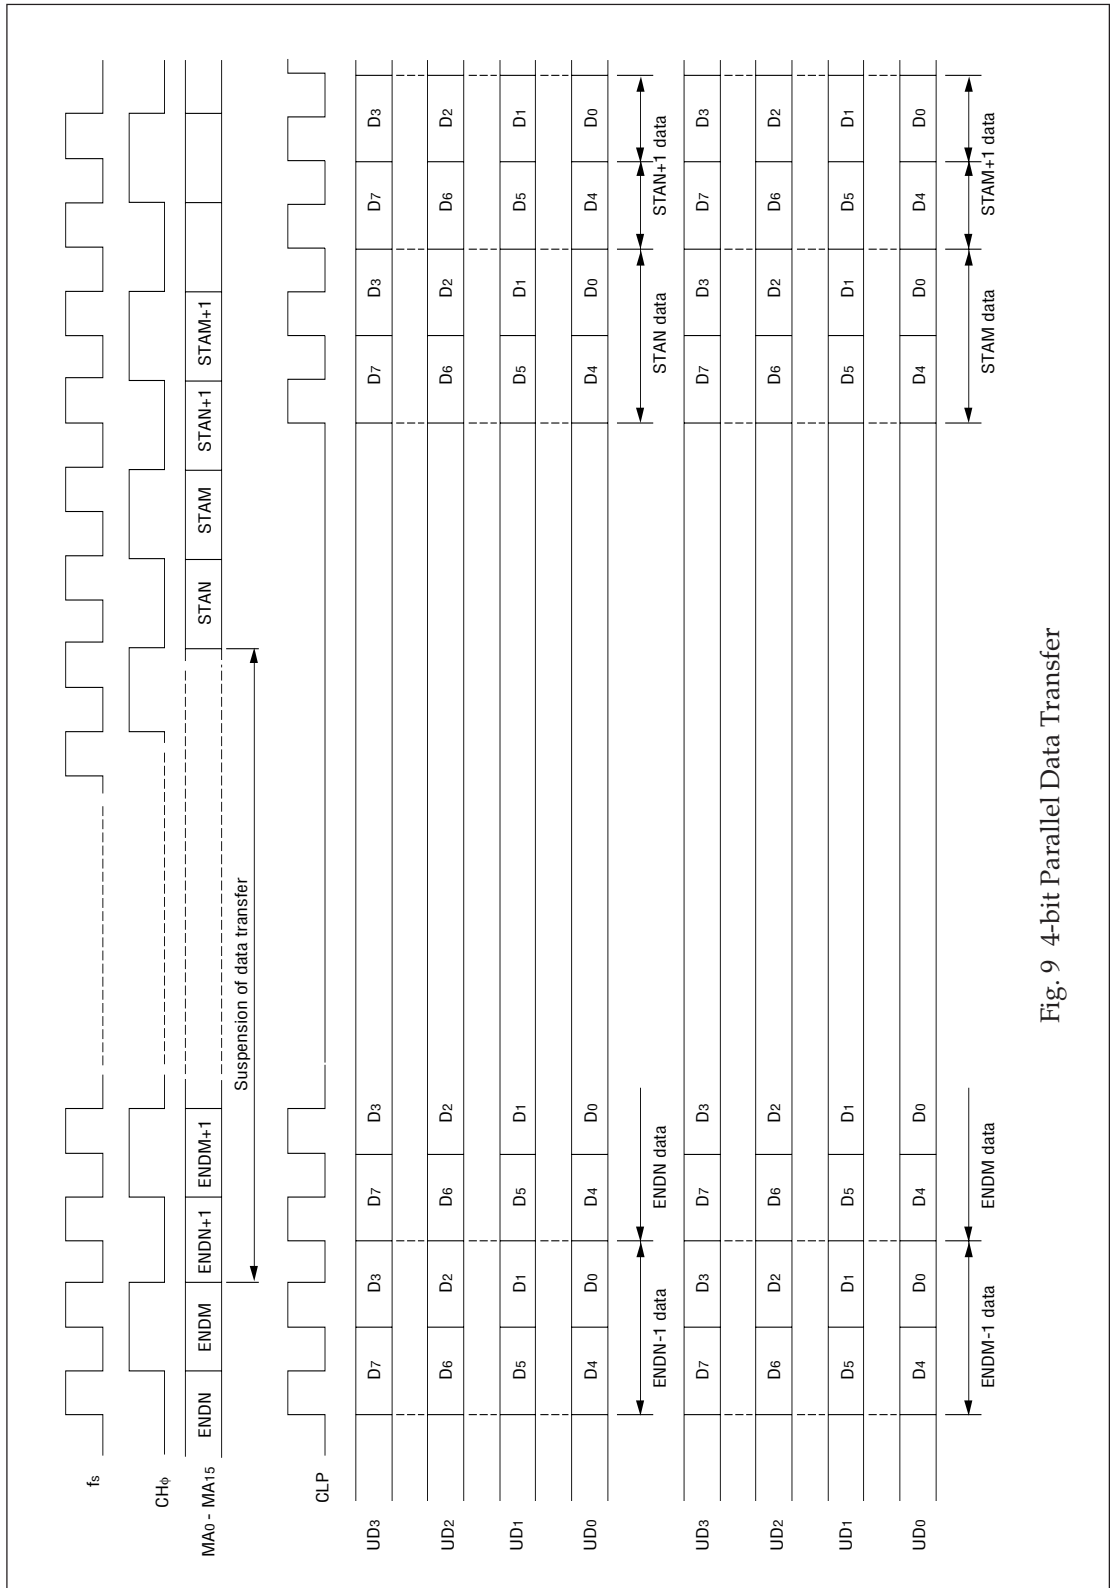 fs
CHϕ
MA0 - MA15
ENDN ENDM ENDN+1 ENDM+1 STAN STAM STAN+1 STAM+1
Suspension of data transfer
CLP
UD3 D7 D3 D7 D3 D7 D3 D7 D3
UD2 D6 D2 D6 D2 D6 D2 D6 D2
UD1 D5 D1 D5 D1 D5 D1 D5 D1
UD0 D4 D0 D4 D0 D4 D0 D4 D0
ENDN-1 data ENDN data STAN data STAN+1 data
UD3 D7 D3 D7 D3 D7 D3 D7 D3
UD2 D6 D2 D6 D2 D6 D2 D6 D2
UD1 D5 D1 D5 D1 D5 D1 D5 D1
UD0 D4 D0 D4 D0 D4 D0 D4 D0
ENDM-1 data ENDM data STAM data STAM+1 data
Fig. 9 4-bit Parallel Data Transfer